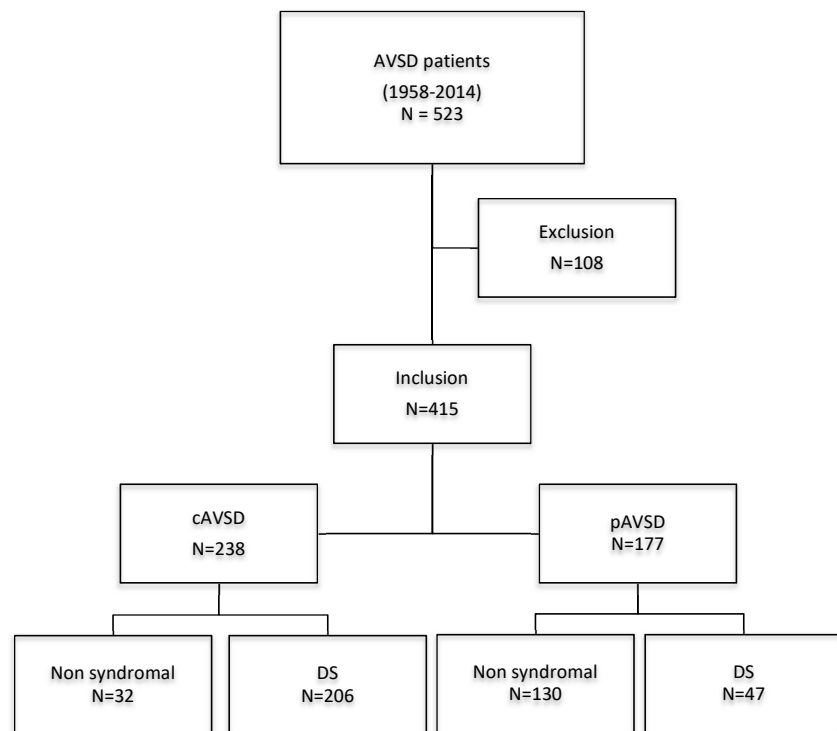 AVSD patients
(1958-2014)
N = 523
Exclusion
N=108
Inclusion
N=415
cAVSD
N=238
pAVSD
N=177
Non syndromal
N=32
DS
N=206
Non syndromal
N=130
DS
N=47